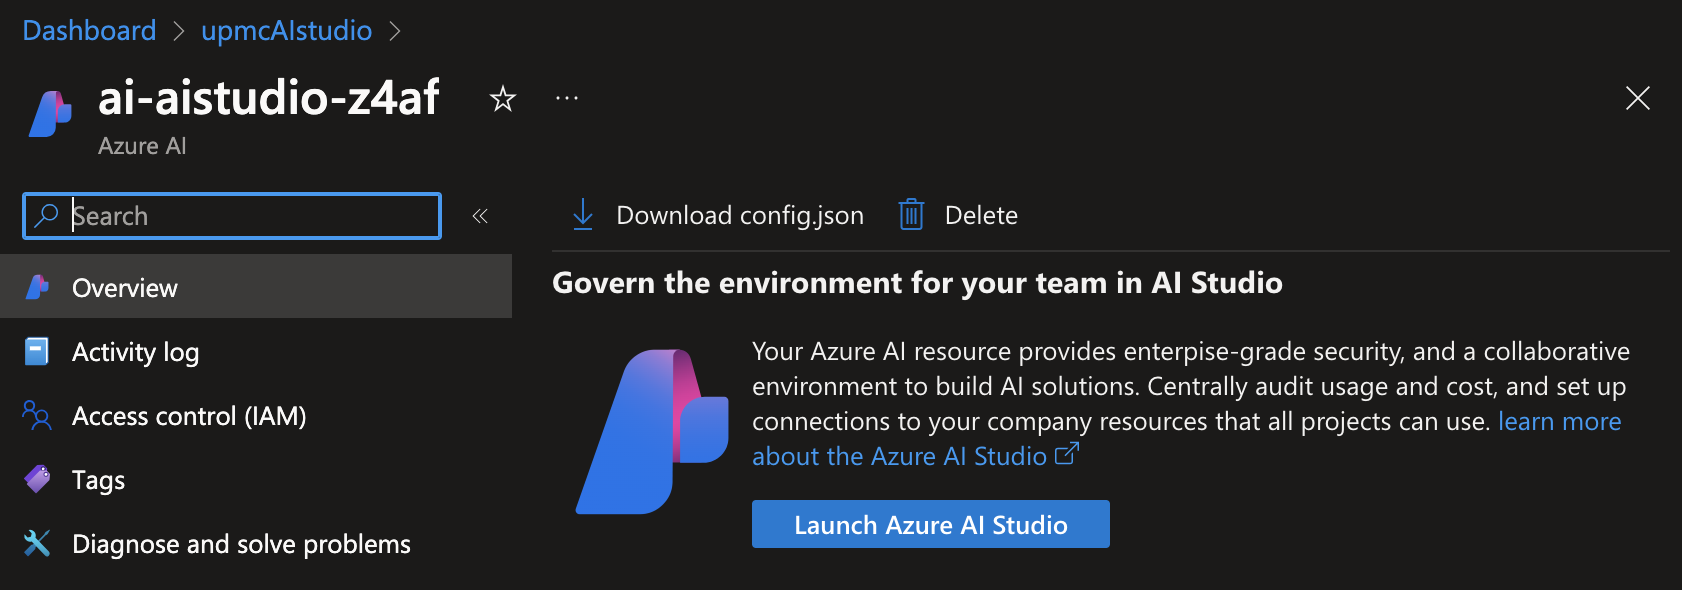 Dashboard > upmcAIstudio >
ai-aistudio-z4af
Azure AI
Search
Overview
Activity log
Access control (IAM)
Tags
Diagnose and solve problems
Download config.json Delete
Govern the environment for your team in AI Studio
Your Azure AI resource provides enterpise-grade security, and a collaborative
environment to build AI solutions. Centrally audit usage and cost, and set up
connections to your company resources that all projects can use. learn more
about the Azure AI Studio
Launch Azure AI Studio